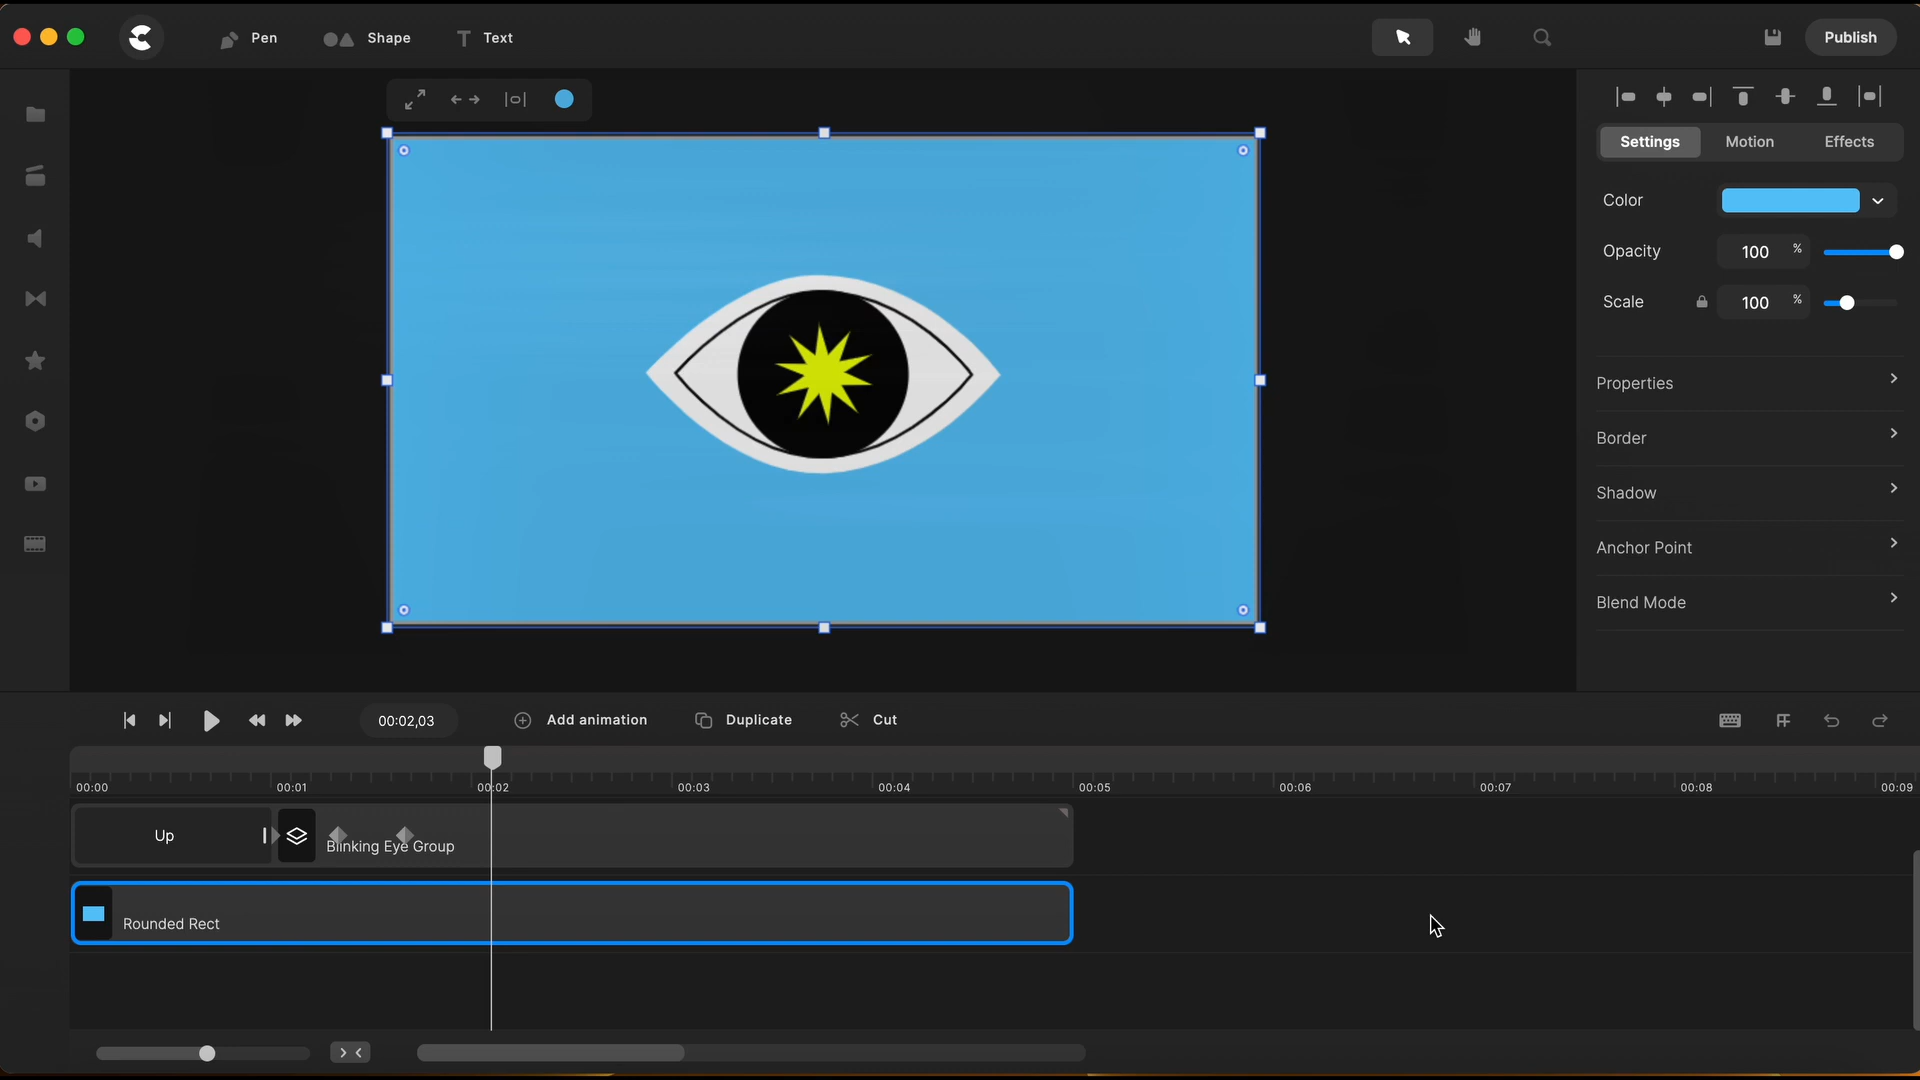 Pen Shape Text Publish
Settings Motion Effects
Color
Opacity 100 %
Scale 100 %
Properties
Border
Shadow
Anchor Point
Blend Mode
00:02,03 Add animation Duplicate Cut
00:00 00:01 00:02 00:03 00:04 00:05 00:06 00:07 00:08 00:09
Up Blinking Eye Group
Rounded Rect